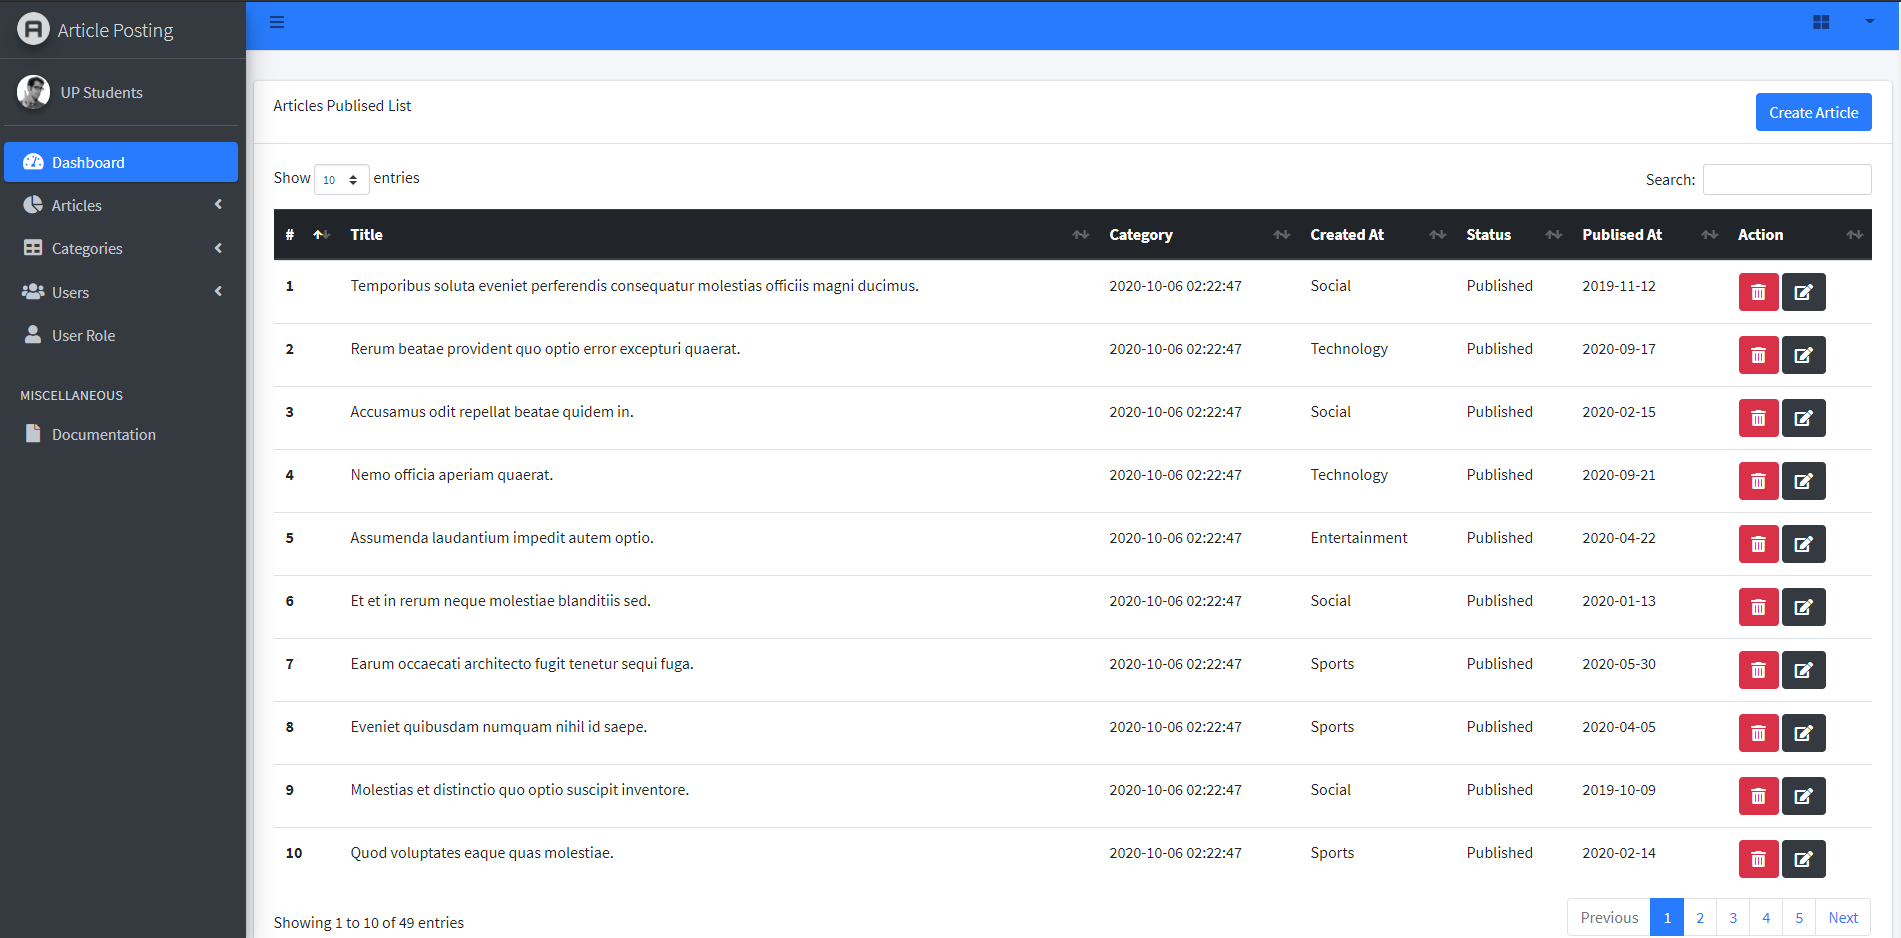 Article Posting
UP Students
Dashboard
Articles
Categories
Users
User Role
MISCELLANEOUS
Documentation
Articles Publised List
Create Article
Show 10 entries
Search:
# Title Category Created At Status Publised At Action
1 Temporibus soluta eveniet perferendis consequatur molestias officiis magni ducimus. 2020-10-06 02:22:47 Social Published 2019-11-12
2 Rerum beatae provident quo optio error excepturi quaerat. 2020-10-06 02:22:47 Technology Published 2020-09-17
3 Accusamus odit repellat beatae quidem in. 2020-10-06 02:22:47 Social Published 2020-02-15
4 Nemo officia aperiam quaerat. 2020-10-06 02:22:47 Technology Published 2020-09-21
5 Assumenda laudantium impedit autem optio. 2020-10-06 02:22:47 Entertainment Published 2020-04-22
6 Et et in rerum neque molestiae blanditiis sed. 2020-10-06 02:22:47 Social Published 2020-01-13
7 Earum occaecati architecto fugit tenetur sequi fuga. 2020-10-06 02:22:47 Sports Published 2020-05-30
8 Eveniet quibusdam numquam nihil id saepe. 2020-10-06 02:22:47 Sports Published 2020-04-05
9 Molestias et distinctio quo optio suscipit inventore. 2020-10-06 02:22:47 Social Published 2019-10-09
10 Quod voluptates eaque quas molestiae. 2020-10-06 02:22:47 Sports Published 2020-02-14
Showing 1 to 10 of 49 entries
Previous 1 2 3 4 5 Next